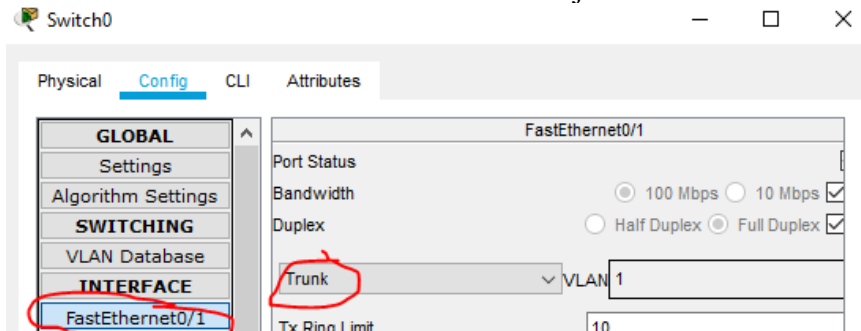 Switch0
Physical Config CLI Attributes
GLOBAL
Settings
Algorithm Settings
SWITCHING
VLAN Database
INTERFACE
FastEthernet0/1
FastEthernet0/1
Port Status
Bandwidth 100 Mbps 10 Mbps
Duplex Half Duplex Full Duplex
Trunk VLAN 1
Tx Ring Limit 10